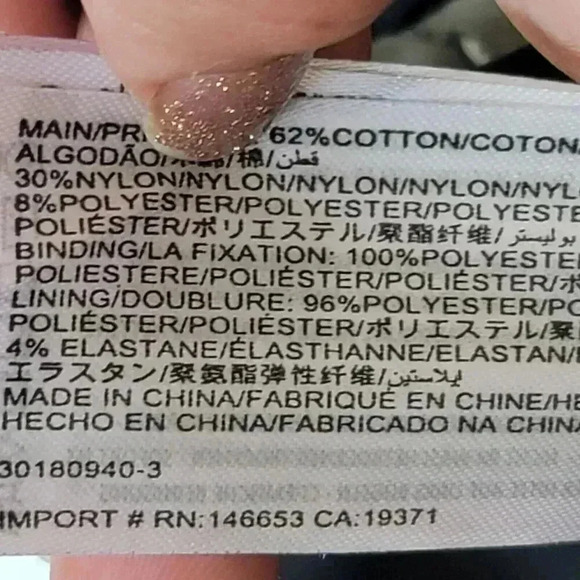 MAIN/ 62%COTTON/COTON/
ALGODÃO/ /棉/قطن/
30%NYLON/NYLON/NYLON/NYLON/NYL
8%POLYESTER/POLYESTER/POLYESTE
POLIÉSTER/ポリエステル/聚酯纤维/بوليستر/
BINDING/LA FIXATION: 100%POLYESTE
POLIESTERE/POLIÉSTER/POLIÉSTER/ポ
LINING/DOUBLURE: 96%POLYESTER/PO
POLIÉSTER/POLIÉSTER/ポリエステル/聚
4% ELASTANE/ÉLASTHANNE/ELASTAN/
エラスタン/聚氨酯弹性纤维/ايلاستين/
MADE IN CHINA/FABRIQUÉ EN CHINE/HE
HECHO EN CHINA/FABRICADO NA CHINA
30180940-3
IMPORT # RN:146653 CA:19371